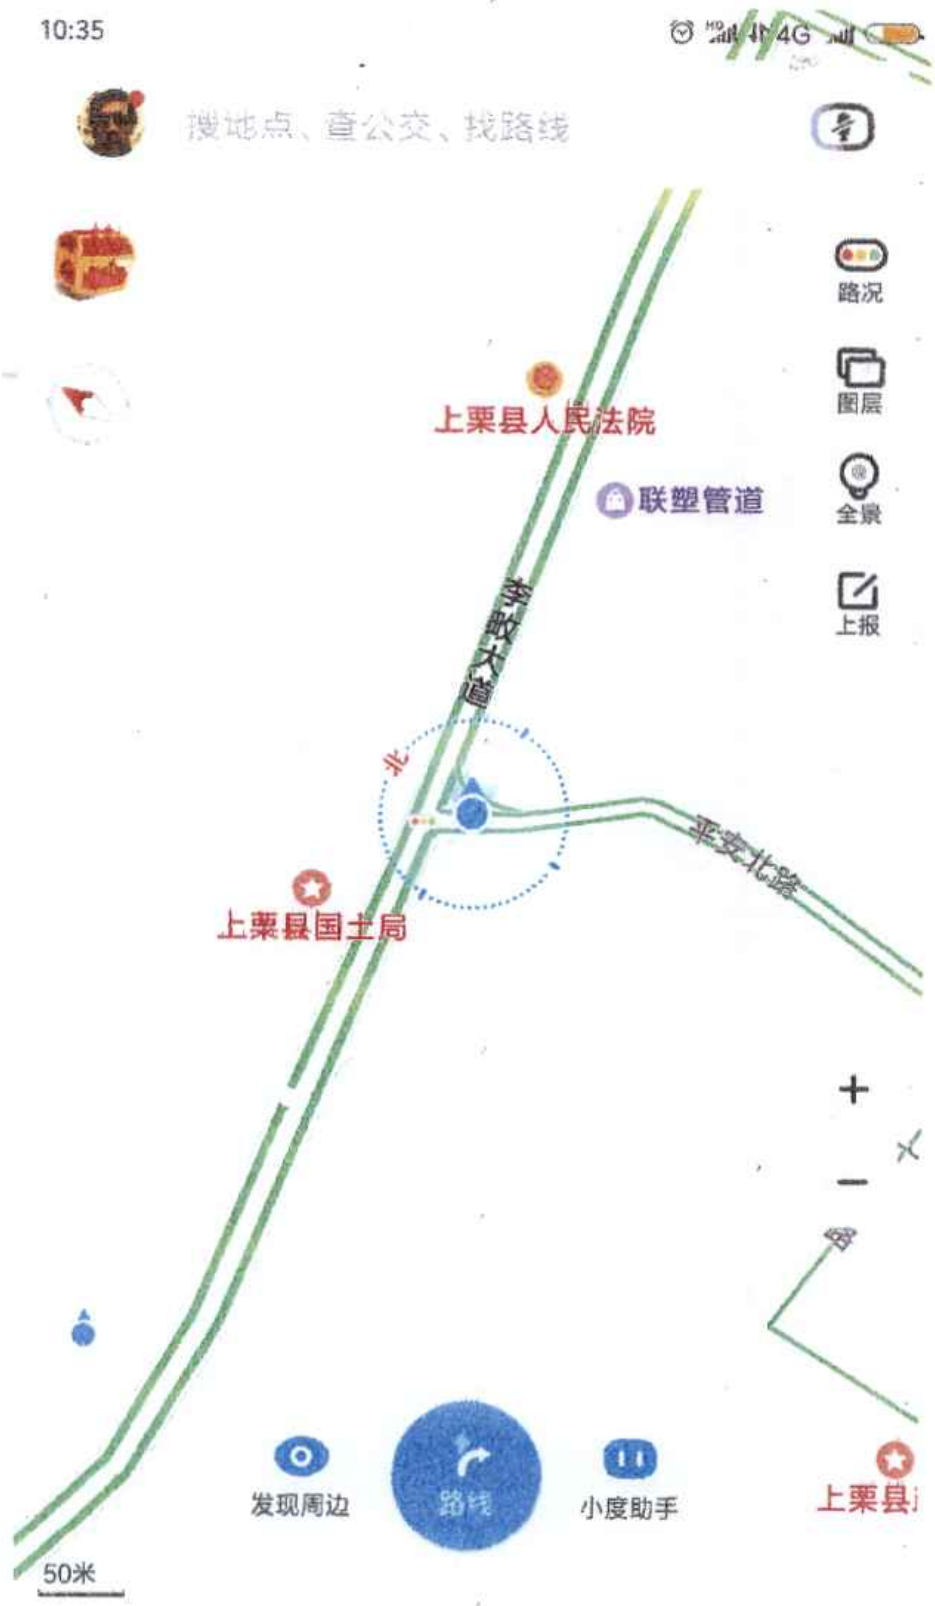 10:35
HD 4G
搜地点、查公交、找路线
路况
上栗县人民法院
图层
联塑管道
全景
李畋大道
上报
北
平安北路
上栗县国土局
+
−
路
发现周边
路线
小度助手
上栗县
50米